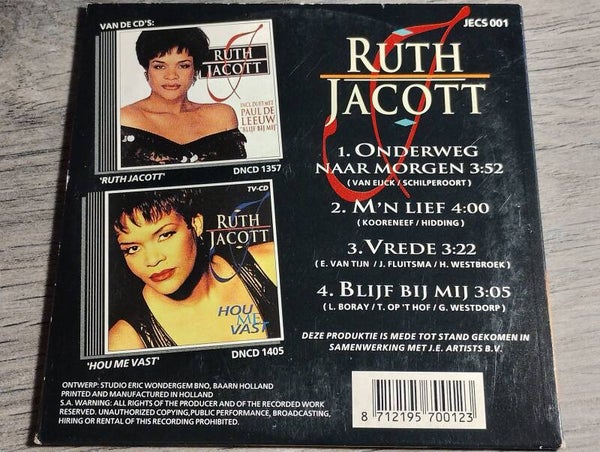 VAN DE CD'S:
RUTH
JACOTT
INCL. DUET MET
PAUL DE
LEEUW
"BLIJF BIJ MIJ"
'RUTH JACOTT' DNCD 1357
TV-CD
RUTH
JACOTT
HOU
ME
VAST
DNCD 1405
'HOU ME VAST'
JECS 001
RUTH
JACOTT
1. ONDERWEG
NAAR MORGEN 3:52
( VAN EIJCK / SCHILPEROORT )
2. M'N LIEF 4:00
( KOORENEEF / HIDDING )
3. VREDE 3:22
( E. VAN TIJN / J. FLUITSMA / H. WESTBROEK )
4. BLIJF BIJ MIJ 3:05
( L. BORAY / T. OP 'T HOF / G. WESTDORP )
DEZE PRODUKTIE IS MEDE TOT STAND GEKOMEN IN
SAMENWERKING MET J.E. ARTISTS B.V.
ONTWERP: STUDIO ERIC WONDERGEM BNO, BAARN HOLLAND
PRINTED AND MANUFACTURED IN HOLLAND
S.A. WARNING: ALL RIGHTS OF THE PRODUCER AND OF THE RECORDED WORK
RESERVED. UNAUTHORIZED COPYING, PUBLIC PERFORMANCE, BROADCASTING,
HIRING OR RENTAL OF THIS RECORDING PROHIBITED.
8 712195 700123